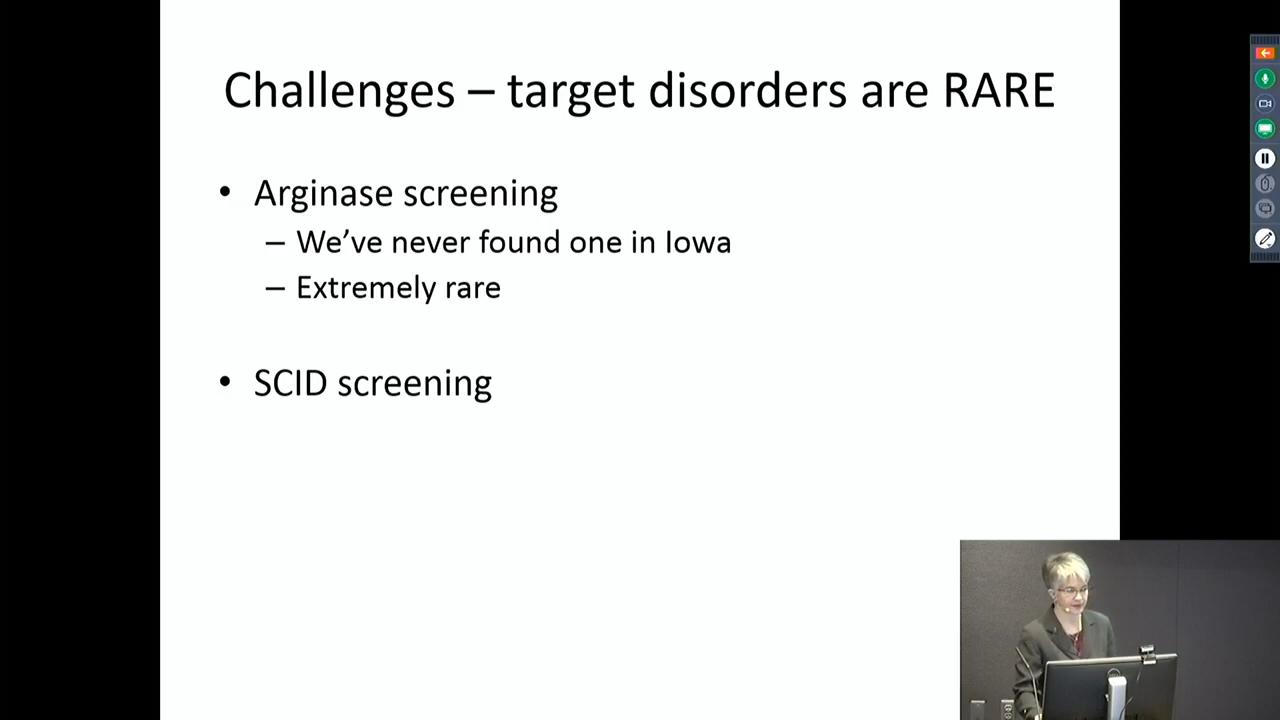 Challenges – target disorders are RARE
• Arginase screening
– We’ve never found one in Iowa
– Extremely rare
• SCID screening